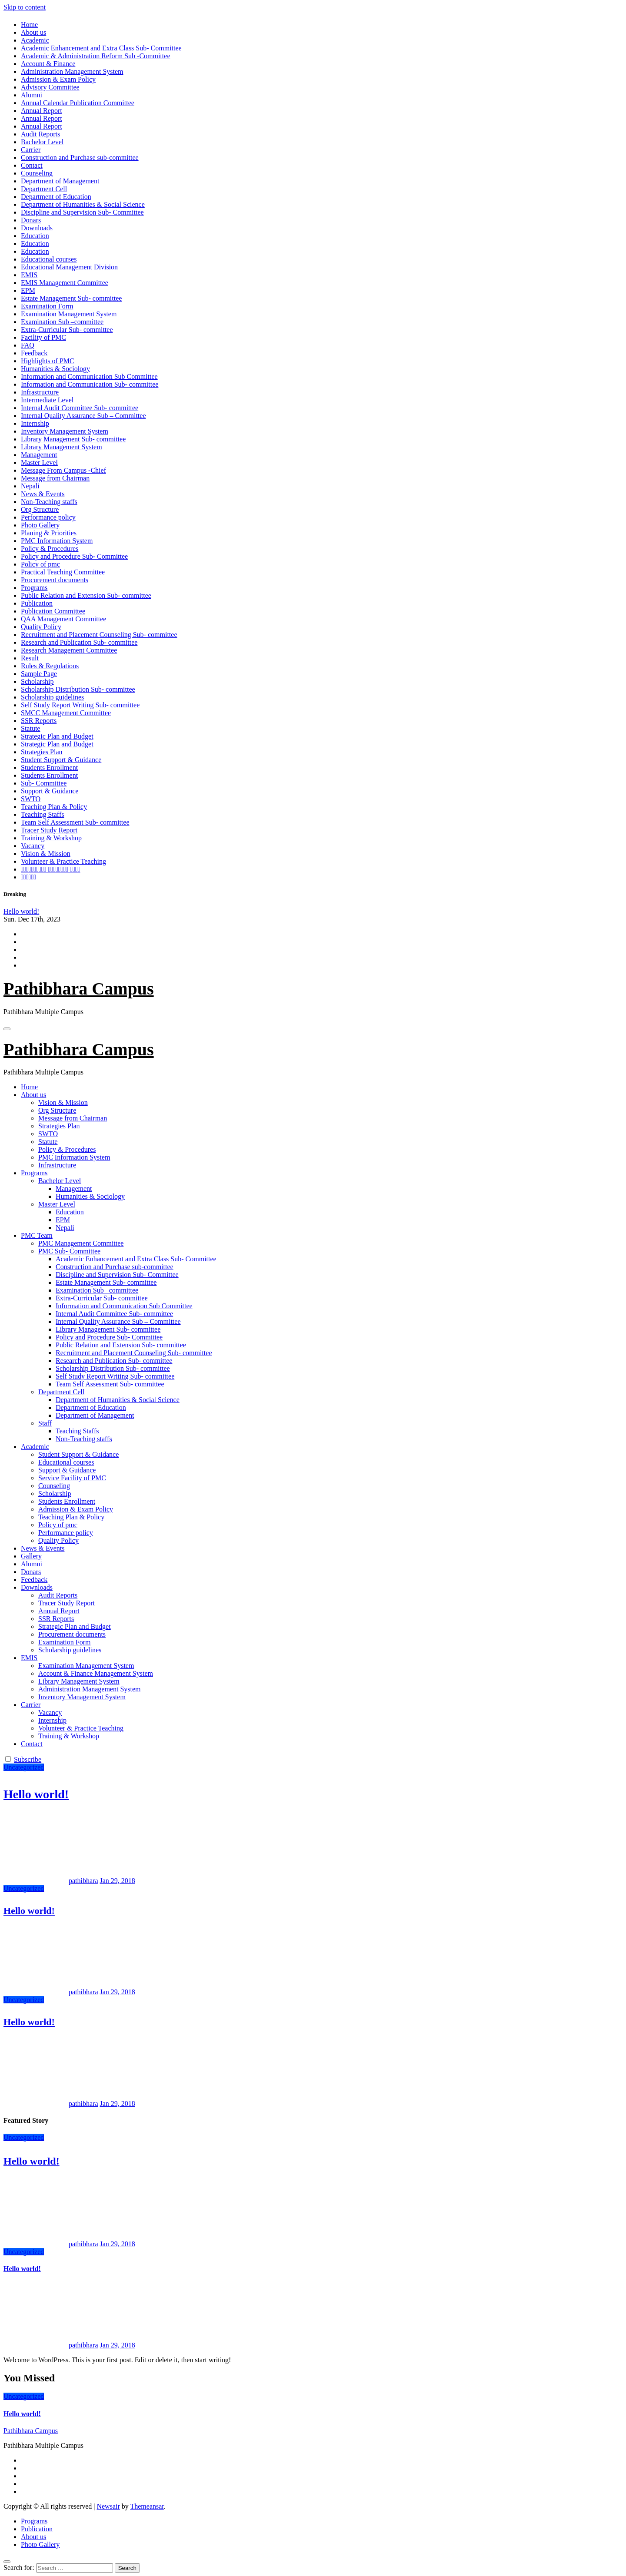 Skip to content
Home
About us
Academic
Academic Enhancement and Extra Class Sub- Committee
Academic & Administration Reform Sub -Committee
Account & Finance
Administration Management System
Admission & Exam Policy
Advisory Committee
Alumni
Annual Calendar Publication Committee
Annual Report
Annual Report
Annual Report
Audit Reports
Bachelor Level
Carrier
Construction and Purchase sub-committee
Contact
Counseling
Department of Management
Department Cell
Department of Education
Department of Humanities & Social Science
Discipline and Supervision Sub- Committee
Donars
Downloads
Education
Education
Education
Educational courses
Educational Management Division
EMIS
EMIS Management Committee
EPM
Estate Management Sub- committee
Examination Form
Examination Management System
Examination Sub –committee
Extra-Curricular Sub- committee
Facility of PMC
FAQ
Feedback
Highlights of PMC
Humanities & Sociology
Information and Communication Sub Committee
Information and Communication Sub- committee
Infrastructure
Intermediate Level
Internal Audit Committee Sub- committee
Internal Quality Assurance Sub – Committee
Internship
Inventory Management System
Library Management Sub- committee
Library Management System
Management
Master Level
Message From Campus -Chief
Message from Chairman
Nepali
News & Events
Non-Teaching staffs
Org Structure
Performance policy
Photo Gallery
Planing & Priorities
PMC Information System
Policy & Procedures
Policy and Procedure Sub- Committee
Policy of pmc
Practical Teaching Committee
Procurement documents
Programs
Public Relation and Extension Sub- committee
Publication
Publication Committee
QAA Management Committee
Quality Policy
Recruitment and Placement Counseling Sub- committee
Research and Publication Sub- committee
Research Management Committee
Result
Rules & Regulations
Sample Page
Scholarship
Scholarship Distribution Sub- committee
Scholarship guidelines
Self Study Report Writing Sub- committee
SMCC Management Committee
SSR Reports
Statute
Strategic Plan and Budget
Strategic Plan and Budget
Strategies Plan
Student Support & Guidance
Students Enrollment
Students Enrollment
Sub- Committee
Support & Guidance
SWTO
Teaching Plan & Policy
Teaching Staffs
Team Self Assessment Sub- committee
Tracer Study Report
Training & Workshop
Vacancy
Vision & Mission
Volunteer & Practice Teaching
Breaking
Hello world!
Sun. Dec 17th, 2023
Pathibhara Campus
Pathibhara Multiple Campus
Pathibhara Campus
Pathibhara Multiple Campus
Home
About us
Vision & Mission
Org Structure
Message from Chairman
Strategies Plan
SWTO
Statute
Policy & Procedures
PMC Information System
Infrastructure
Programs
Bachelor Level
Management
Humanities & Sociology
Master Level
Education
EPM
Nepali
PMC Team
PMC Management Committee
PMC Sub- Committee
Academic Enhancement and Extra Class Sub- Committee
Construction and Purchase sub-committee
Discipline and Supervision Sub- Committee
Estate Management Sub- committee
Examination Sub –committee
Extra-Curricular Sub- committee
Information and Communication Sub Committee
Internal Audit Committee Sub- committee
Internal Quality Assurance Sub – Committee
Library Management Sub- committee
Policy and Procedure Sub- Committee
Public Relation and Extension Sub- committee
Recruitment and Placement Counseling Sub- committee
Research and Publication Sub- committee
Scholarship Distribution Sub- committee
Self Study Report Writing Sub- committee
Team Self Assessment Sub- committee
Department Cell
Department of Humanities & Social Science
Department of Education
Department of Management
Staff
Teaching Staffs
Non-Teaching staffs
Academic
Student Support & Guidance
Educational courses
Support & Guidance
Service Facility of PMC
Counseling
Scholarship
Students Enrollment
Admission & Exam Policy
Teaching Plan & Policy
Policy of pmc
Performance policy
Quality Policy
News & Events
Gallery
Alumni
Donars
Feedback
Downloads
Audit Reports
Tracer Study Report
Annual Report
SSR Reports
Strategic Plan and Budget
Procurement documents
Examination Form
Scholarship guidelines
EMIS
Examination Management System
Account & Finance Management System
Library Management System
Administration Management System
Inventory Management System
Carrier
Vacancy
Internship
Volunteer & Practice Teaching
Training & Workshop
Contact
Subscribe
Uncategorized
Hello world!
pathibhara Jan 29, 2018
Uncategorized
Hello world!
pathibhara Jan 29, 2018
Uncategorized
Hello world!
pathibhara Jan 29, 2018
Featured Story
Uncategorized
Hello world!
pathibhara Jan 29, 2018
Uncategorized
Hello world!
pathibhara Jan 29, 2018
Welcome to WordPress. This is your first post. Edit or delete it, then start writing!
You Missed
Uncategorized
Hello world!
Pathibhara Campus
Pathibhara Multiple Campus
Copyright © All rights reserved | Newsair by Themeansar.
Programs
Publication
About us
Photo Gallery
Search for: Search … Search